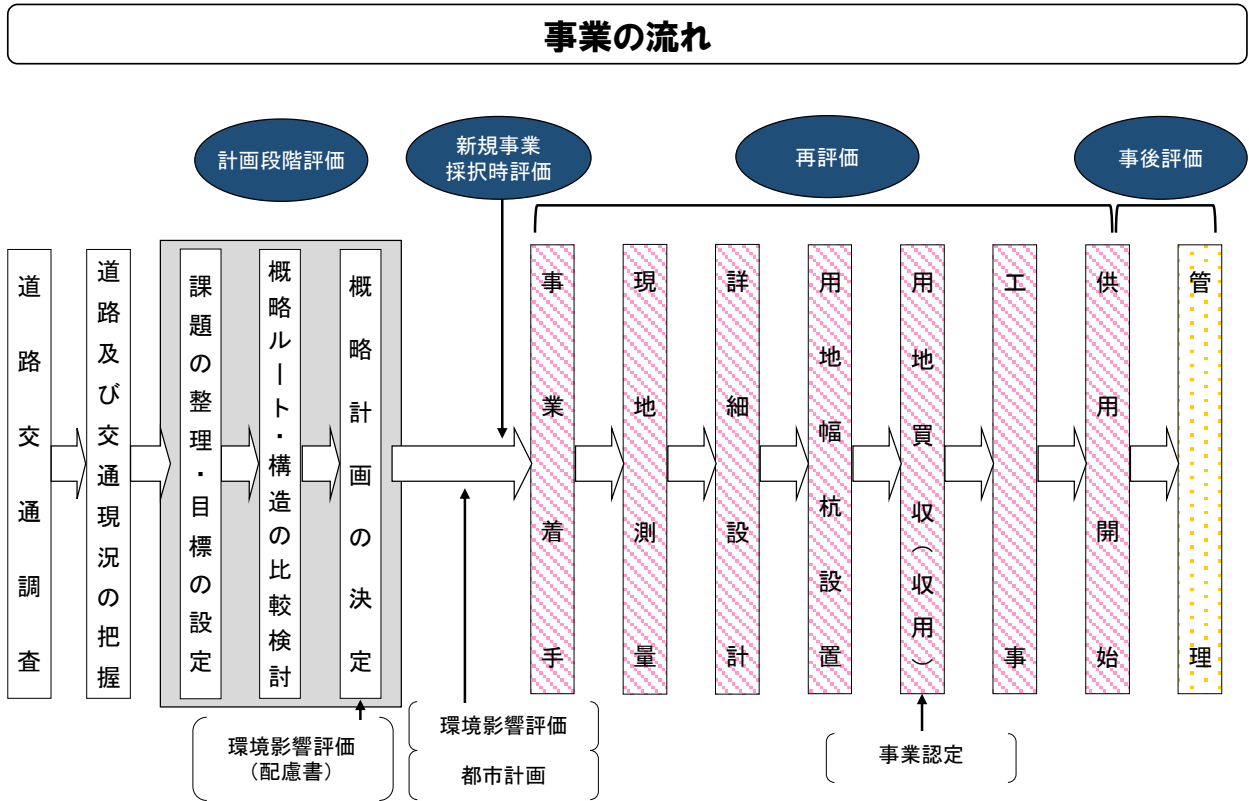 事業の流れ
計画段階評価
新規事業
採択時評価
再評価
事後評価
道路交通調査
道路及び交通現況の把握
課題の整理・目標の設定
概略ルート・構造の比較検討
概略計画の決定
事業着手
現地測量
詳細設計
用地幅杭設置
用地買収(収用)
工事
供用開始
管理
環境影響評価
(配慮書)
環境影響評価
都市計画
事業認定